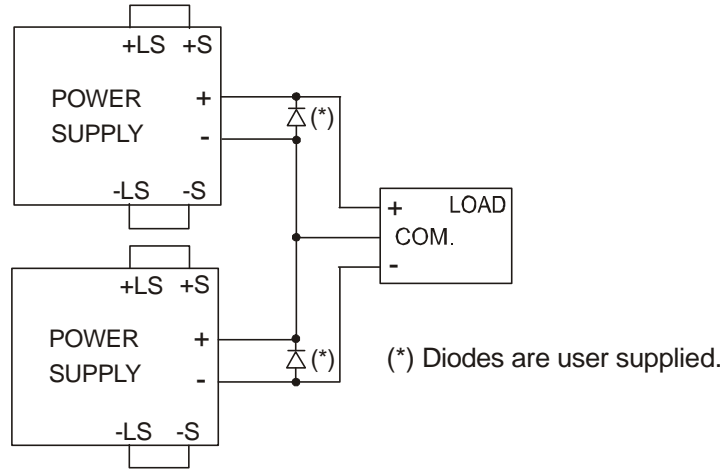 +LS +S
POWER
SUPPLY
+
-
(*)
-LS -S
+ LOAD
COM.
-
+LS +S
POWER
SUPPLY
+
-
(*)
(*) Diodes are user supplied.
-LS -S